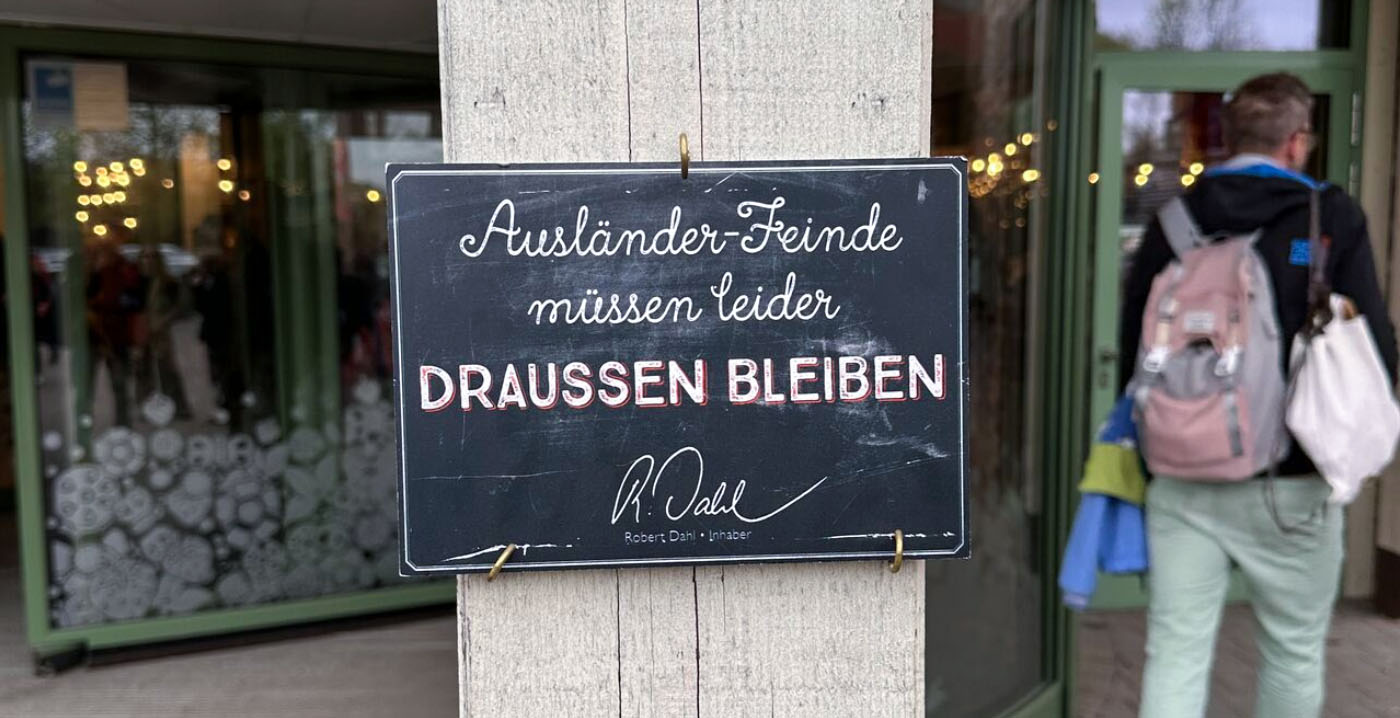 Ausländer-Feinde
müssen leider
DRAUSSEN BLEIBEN
R. Dahl
Robert Dahl • Inhaber